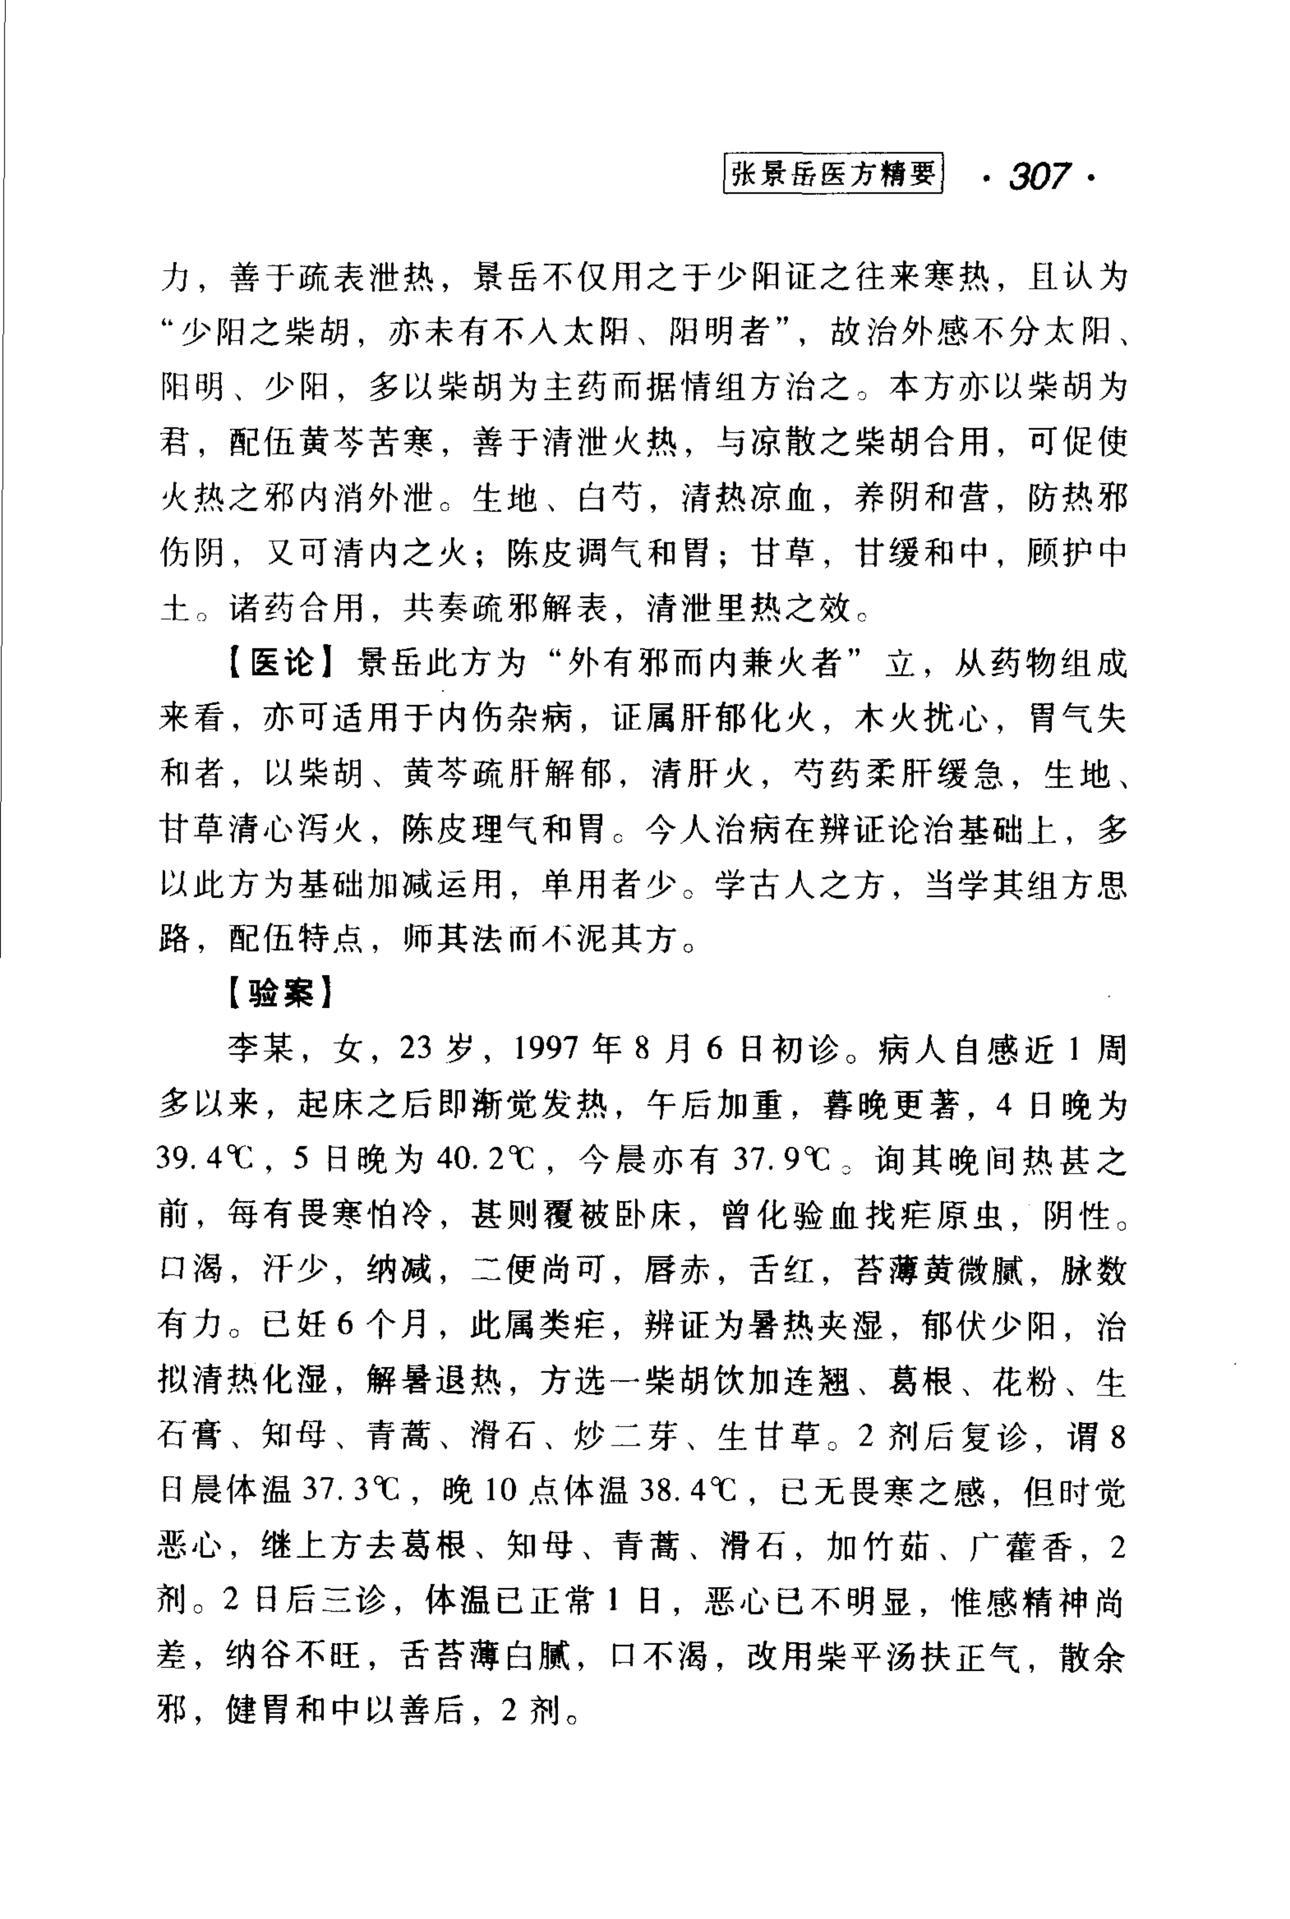 张景岳医方精要 · 307 ·
力，善于疏表泄热，景岳不仅用之于少阳证之往来寒热，且认为
“少阳之柴胡，亦未有不入太阳、阳明者”，故治外感不分太阳、
阳明、少阳，多以柴胡为主药而据情组方治之。本方亦以柴胡为
君，配伍黄芩苦寒，善于清泄火热，与凉散之柴胡合用，可促使
火热之邪内消外泄。生地、白芍，清热凉血，养阴和营，防热邪
伤阴，又可清内之火；陈皮调气和胃；甘草，甘缓和中，顾护中
土。诸药合用，共奏疏邪解表，清泄里热之效。
【医论】景岳此方为“外有邪而内兼火者”立，从药物组成
来看，亦可适用于内伤杂病，证属肝郁化火，木火扰心，胃气失
和者，以柴胡、黄芩疏肝解郁，清肝火，芍药柔肝缓急，生地、
甘草清心泻火，陈皮理气和胃。今人治病在辨证论治基础上，多
以此方为基础加减运用，单用者少。学古人之方，当学其组方思
路，配伍特点，师其法而不泥其方。
【验案】
李某，女，23 岁，1997 年 8 月 6 日初诊。病人自感近 1 周
多以来，起床之后即渐觉发热，午后加重，暮晚更著，4 日晚为
39.4℃，5 日晚为 40.2℃，今晨亦有 37.9℃。询其晚间热甚之
前，每有畏寒怕冷，甚则覆被卧床，曾化验血找疟原虫，阴性。
口渴，汗少，纳减，二便尚可，唇赤，舌红，苔薄黄微腻，脉数
有力。已妊 6 个月，此属类疟，辨证为暑热夹湿，郁伏少阳，治
拟清热化湿，解暑退热，方选一柴胡饮加连翘、葛根、花粉、生
石膏、知母、青蒿、滑石、炒二芽、生甘草。2 剂后复诊，谓 8
日晨体温 37.3℃，晚 10 点体温 38.4℃，已无畏寒之感，但时觉
恶心，继上方去葛根、知母、青蒿、滑石，加竹茹、广藿香，2
剂。2 日后三诊，体温已正常 1 日，恶心已不明显，惟感精神尚
差，纳谷不旺，舌苔薄白腻，口不渴，改用柴平汤扶正气，散余
邪，健胃和中以善后，2 剂。